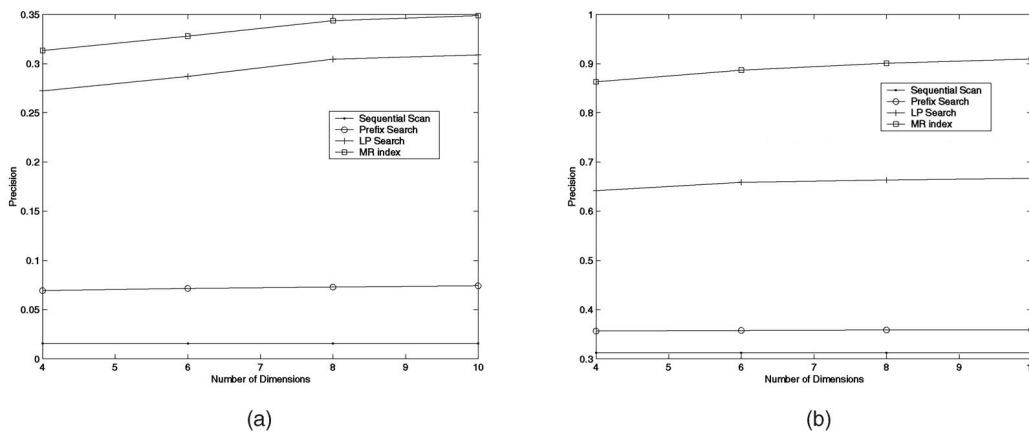 0.35
0.3
0.25
0.2
0.15
0.1
0.05
0
Precision
4 5 6 7 8 9 10
Number of Dimensions
Sequential Scan
Prefix Search
LP Search
MR index
(a)
1
0.9
0.8
0.7
0.6
0.5
0.4
0.3
Precision
4 5 6 7 8 9 1
Number of Dimensions
Sequential Scan
Prefix Search
LP Search
MR index
(b)